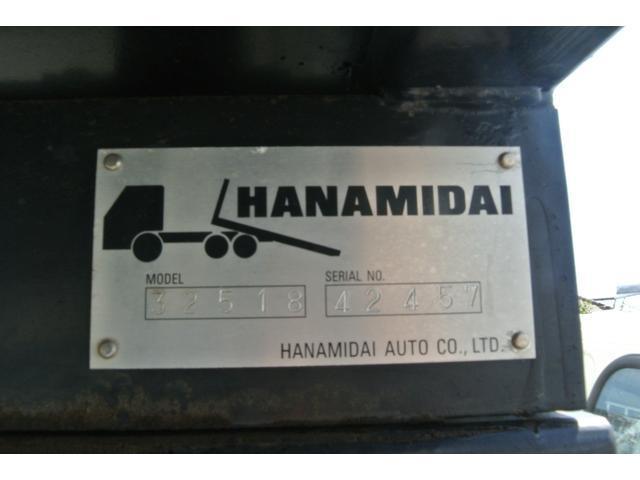 HANAMIDAI
MODEL SERIAL NO.
32518 42457
HANAMIDAI AUTO CO., LTD.